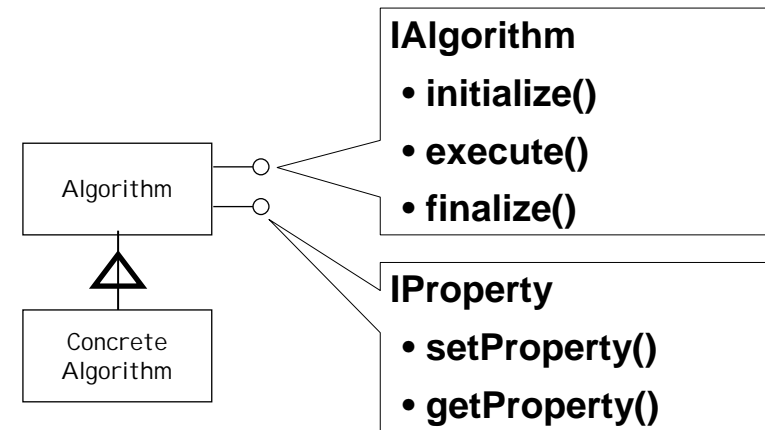 IAlgorithm
• initialize()
• execute()
• finalize()
Algorithm
IProperty
• setProperty()
• getProperty()
Concrete
Algorithm